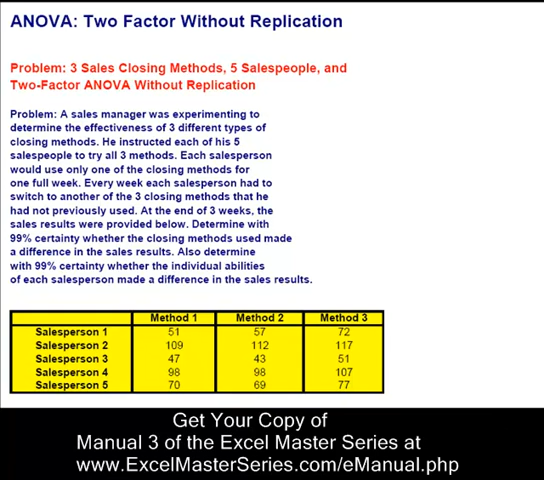 ANOVA: Two Factor Without Replication
Problem: 3 Sales Closing Methods, 5 Salespeople, and
Two-Factor ANOVA Without Replication
Problem: A sales manager was experimenting to
determine the effectiveness of 3 different types of
closing methods. He instructed each of his 5
salespeople to try all 3 methods. Each salesperson
would use only one of the closing methods for
one full week. Every week each salesperson had to
switch to another of the 3 closing methods that he
had not previously used. At the end of 3 weeks, the
sales results were provided below. Determine with
99% certainty whether the closing methods used made
a difference in the sales results. Also determine
with 99% certainty whether the individual abilities
of each salesperson made a difference in the sales results.
Method 1 Method 2 Method 3
Salesperson 1 51 57 72
Salesperson 2 109 112 117
Salesperson 3 47 43 51
Salesperson 4 98 98 107
Salesperson 5 70 69 77
Get Your Copy of
Manual 3 of the Excel Master Series at
www.ExcelMasterSeries.com/eManual.php